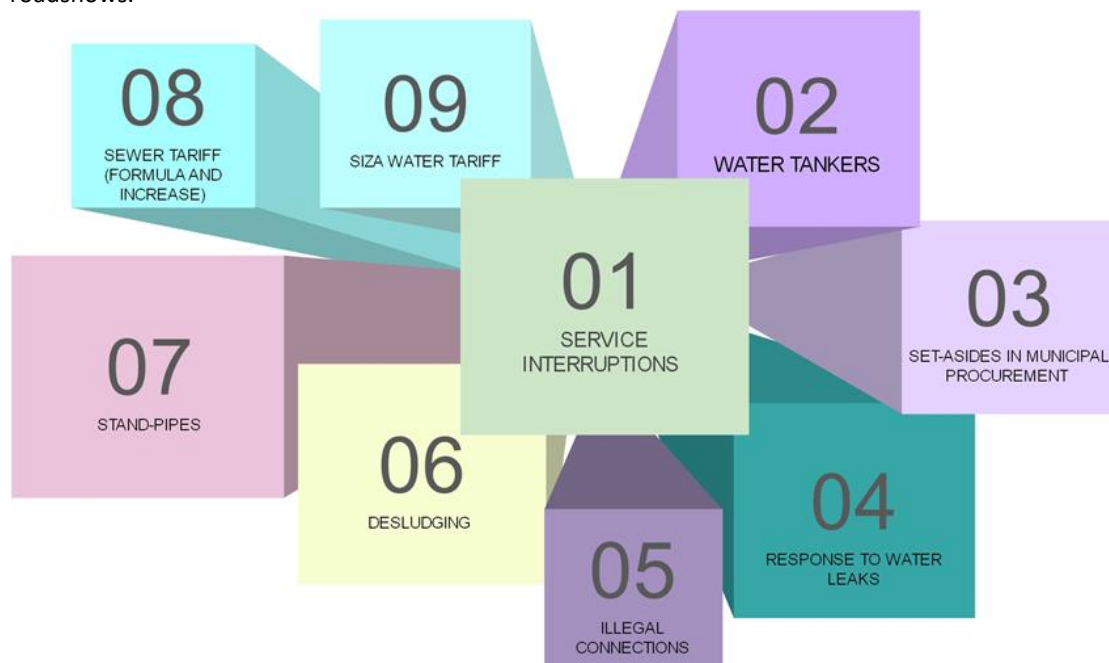 roadshows.
08
SEWER TARIFF
(FORMULA AND
INCREASE)
09
SIZA WATER TARIFF
02
WATER TANKERS
01
SERVICE
INTERRUPTIONS
03
SET-ASIDES IN MUNICIPAL
PROCUREMENT
07
STAND-PIPES
06
DESLUDGING
04
RESPONSE TO WATER
LEAKS
05
ILLEGAL
CONNECTIONS